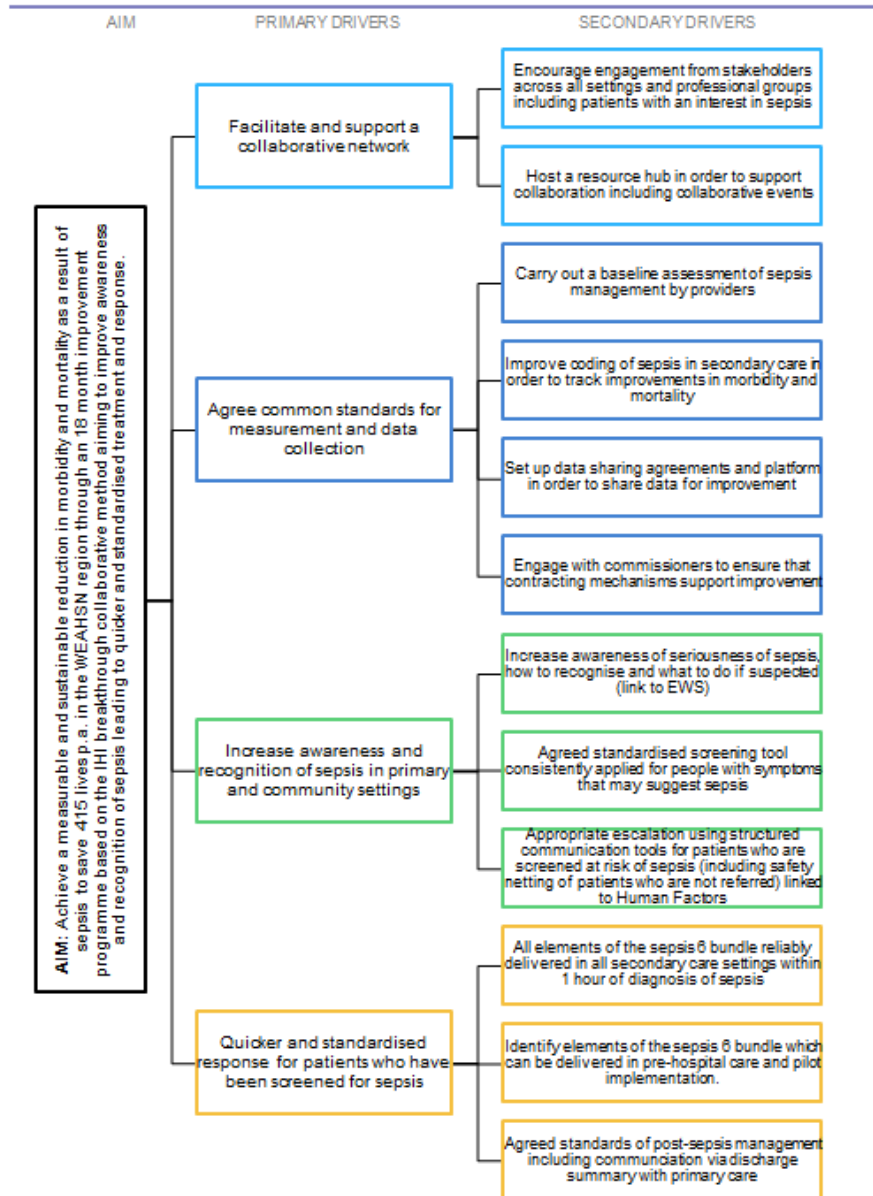 AIM
PRIMARY DRIVERS
SECONDARY DRIVERS
AIM: Achieve a measurable and sustainable reduction in morbidity and mortality as a result of
sepsis to save 415 lives p.a. in the WEAHSN region through an 18 month improvement
programme based on the IHI breakthrough collaborative method aiming to improve awareness
and recognition of sepsis leading to quicker and standardised treatment and response.
Facilitate and support a
collaborative network
Encourage engagement from stakeholders
across all settings and professional groups
including patients with an interest in sepsis
Host a resource hub in order to support
collaboration including collaborative events
Agree common standards for
measurement and data
collection
Carry out a baseline assessment of sepsis
management by providers
Improve coding of sepsis in secondary care in
order to track improvements in morbidity and
mortality
Set up data sharing agreements and platform
in order to share data for improvement
Engage with commissioners to ensure that
contracting mechanisms support improvement
Increase awareness and
recognition of sepsis in primary
and community settings
Increase awareness of seriousness of sepsis,
how to recognise and what to do if suspected
(link to EWS)
Agreed standardised screening tool
consistently applied for people with symptoms
that may suggest sepsis
Appropriate escalation using structured
communication tools for patients who are
screened at risk of sepsis (including safety
netting of patients who are not referred) linked
to Human Factors
Quicker and standardised
response for patients who have
been screened for sepsis
All elements of the sepsis 6 bundle reliably
delivered in all secondary care settings within
1 hour of diagnosis of sepsis
Identify elements of the sepsis 6 bundle which
can be delivered in pre-hospital care and pilot
implementation.
Agreed standards of post-sepsis management
including communciation via discharge
summary with primary care